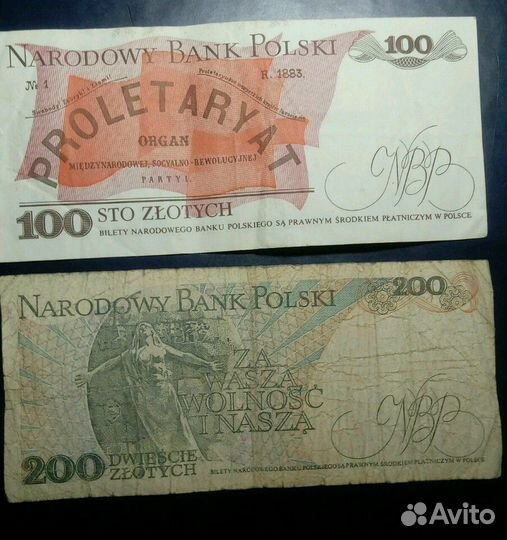 NARODOWY BANK POLSKI 100
№ 1 R. 1883.
PROLETARYAT
ORGAN
MIĘDZYNARODOWEJ, SOCYALNO-REWOLUCYJNEJ
PARTYI.
NBP
100 STO ZŁOTYCH
BILETY NARODOWEGO BANKU POLSKIEGO SĄ PRAWNYM ŚRODKIEM PŁATNICZYM W POLSCE
NARODOWY BANK POLSKI 200
ZA
WASZĄ
WOLNOŚĆ
I NASZĄ
NBP
200 DWIEŚCIE
ZŁOTYCH
BILETY NARODOWEGO BANKU POLSKIEGO SĄ PRAWNYM ŚRODKIEM PŁATNICZYM W POLSCE
Avito